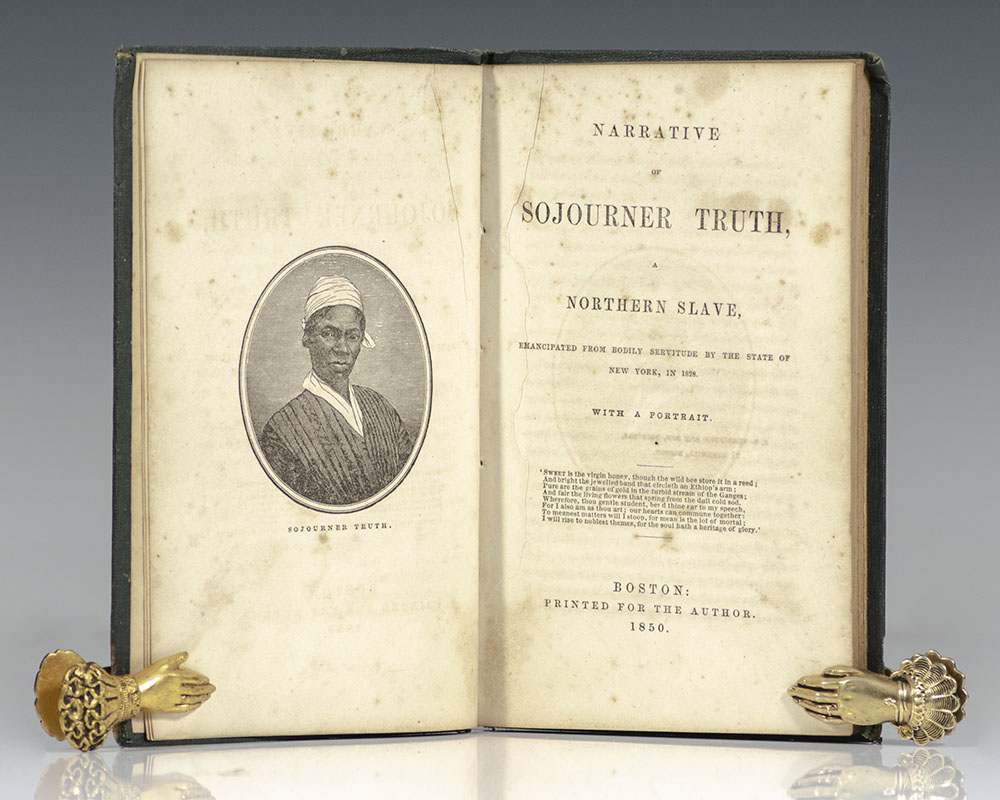 SOJOURNER TRUTH.
NARRATIVE
OF
SOJOURNER TRUTH,
A
NORTHERN SLAVE,
EMANCIPATED FROM BODILY SERVITUDE BY THE STATE OF
NEW YORK, IN 1828.
WITH A PORTRAIT.
'SWEET is the virgin honey, though the wild bee store it in a reed;
And bright the jewelled band that circleth an Ethiop's arm;
Pure are the grains of gold in the turbid stream of the Ganges;
And fair the living flowers that spring from the dull cold sod.
Wherefore, thou gentle student, bend thine ear to my speech,
For I also am as thou art; our hearts can commune together:
To meanest matters will I stoop, for mean is the lot of mortal;
I will rise to noblest themes, for the soul hath a heritage of glory.'
BOSTON:
PRINTED FOR THE AUTHOR.
1850.